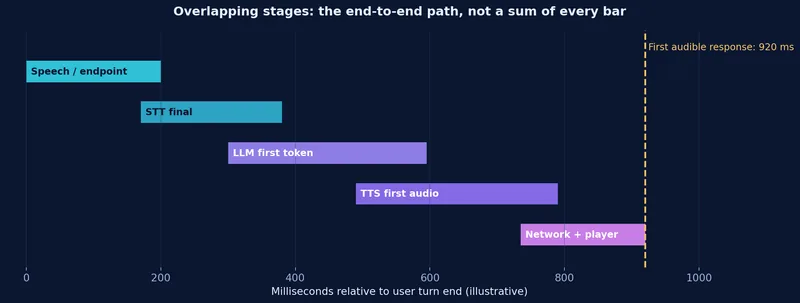 Overlapping stages: the end-to-end path, not a sum of every bar
First audible response: 920 ms
Speech / endpoint
STT final
LLM first token
TTS first audio
Network + player
0 200 400 600 800 1000
Milliseconds relative to user turn end (illustrative)